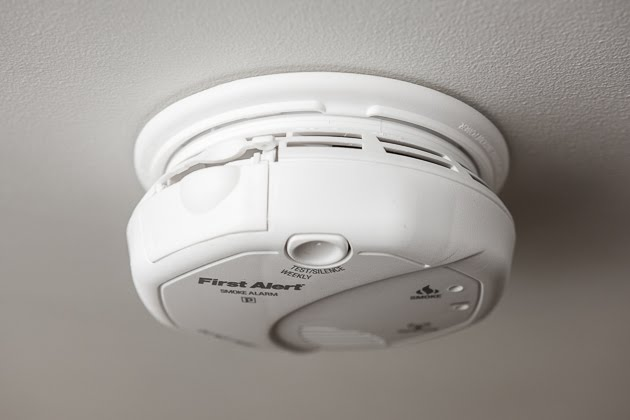 TEST/SILENCE
WEEKLY
First Alert
SMOKE ALARM
SMOKE